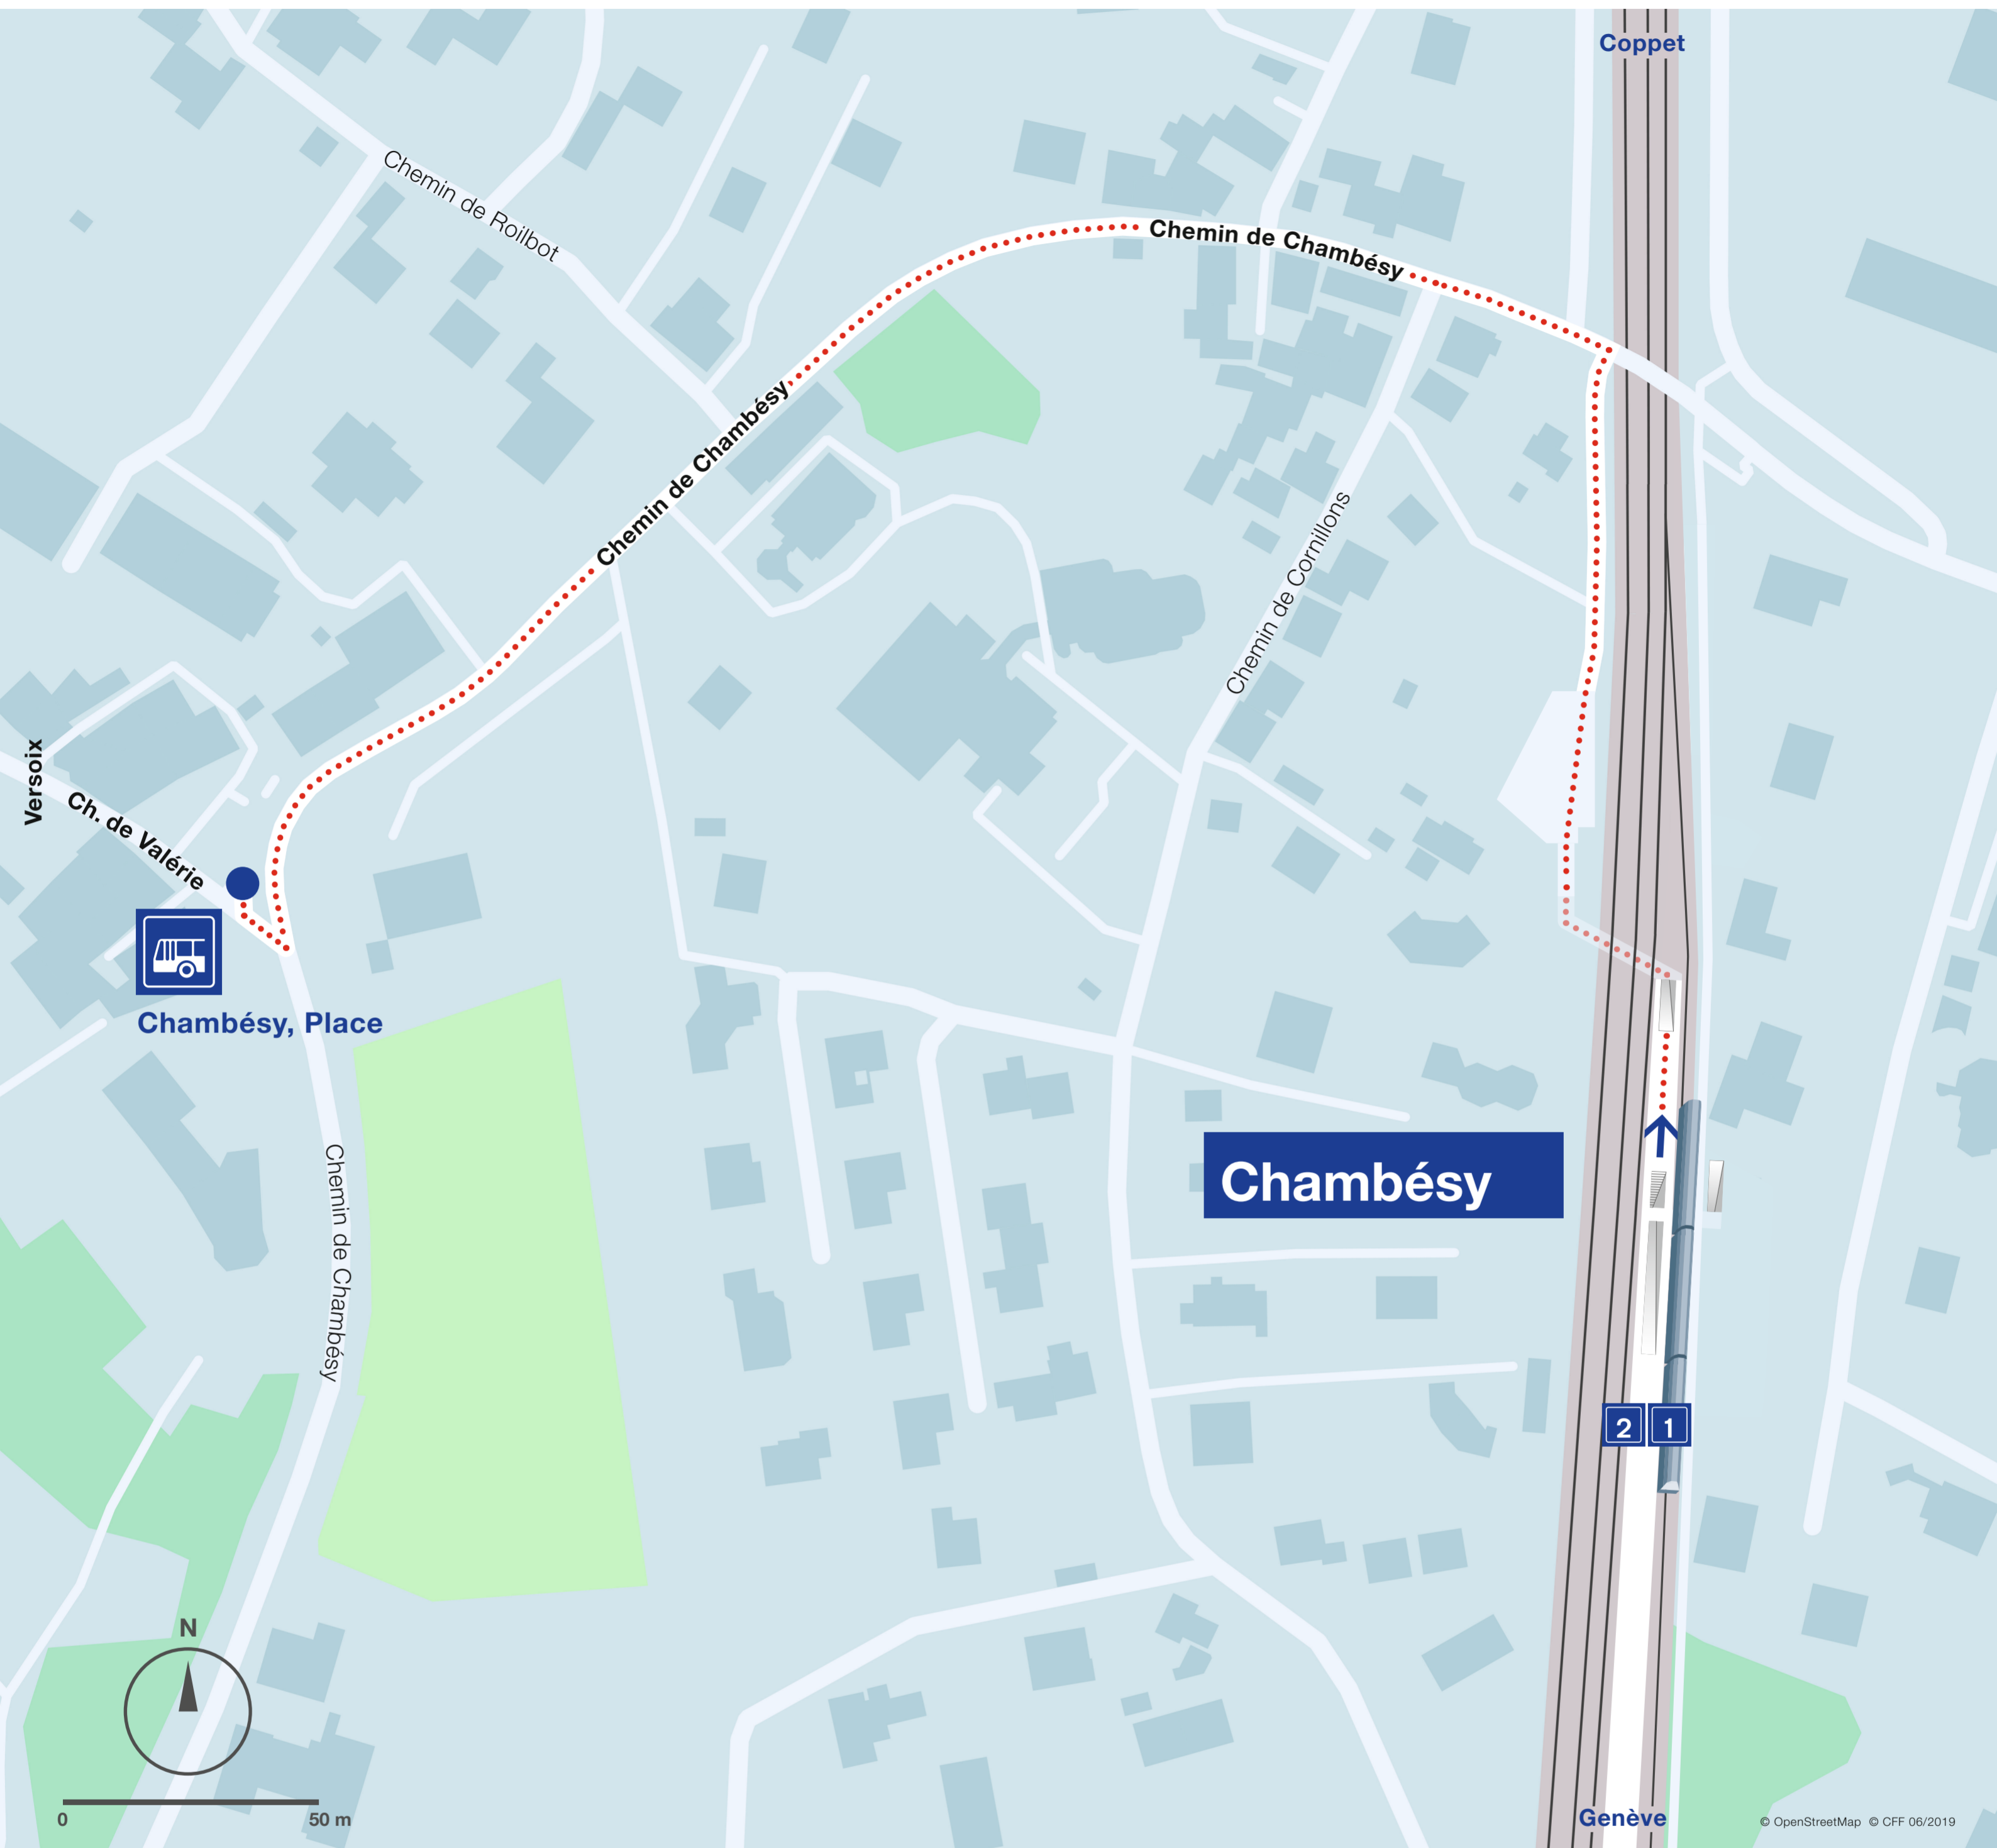 Coppet
Chemin de Roilbot
Chemin de Chambésy
Chemin de Chambésy
Chemin de Cornillons
Versoix
Ch. de Valérie
Chambésy, Place
Chemin de Chambésy
Chambésy
2 1
N
0 50 m
Genève
© OpenStreetMap © CFF 06/2019